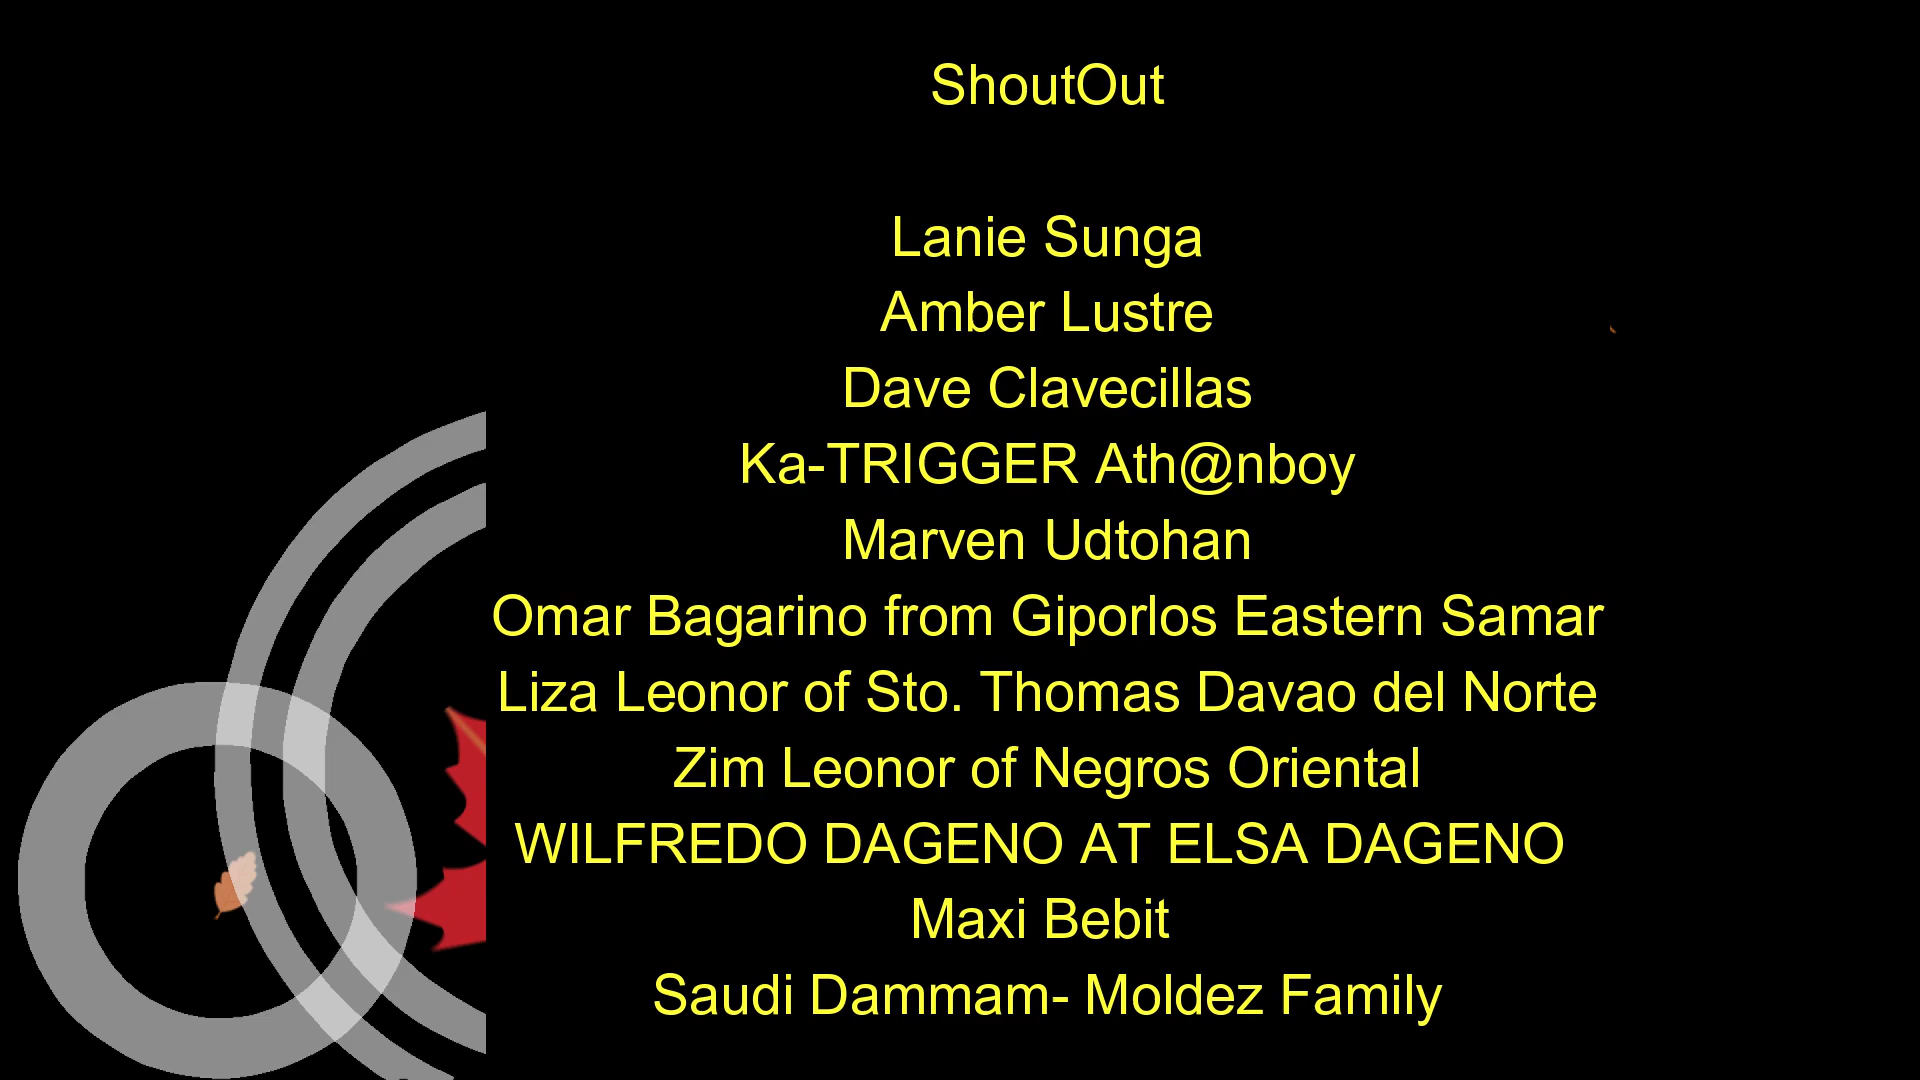 ShoutOut
Lanie Sunga
Amber Lustre
Dave Clavecillas
Ka-TRIGGER Ath@nboy
Marven Udtohan
Omar Bagarino from Giporlos Eastern Samar
Liza Leonor of Sto. Thomas Davao del Norte
Zim Leonor of Negros Oriental
WILFREDO DAGENO AT ELSA DAGENO
Maxi Bebit
Saudi Dammam- Moldez Family